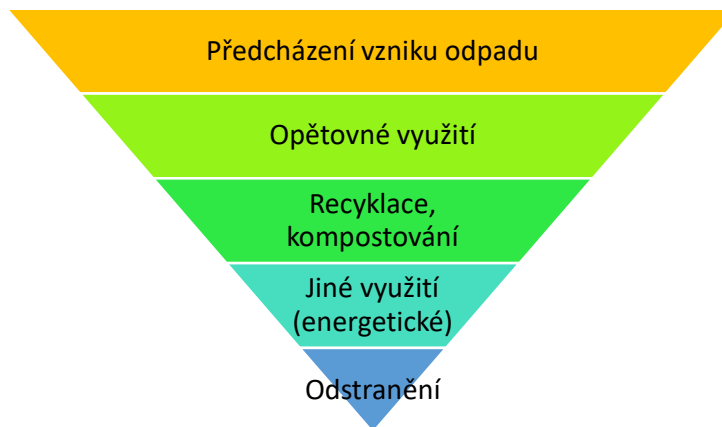 Předcházení vzniku odpadu
Opětovné využití
Recyklace,
kompostování
Jiné využití
(energetické)
Odstranění